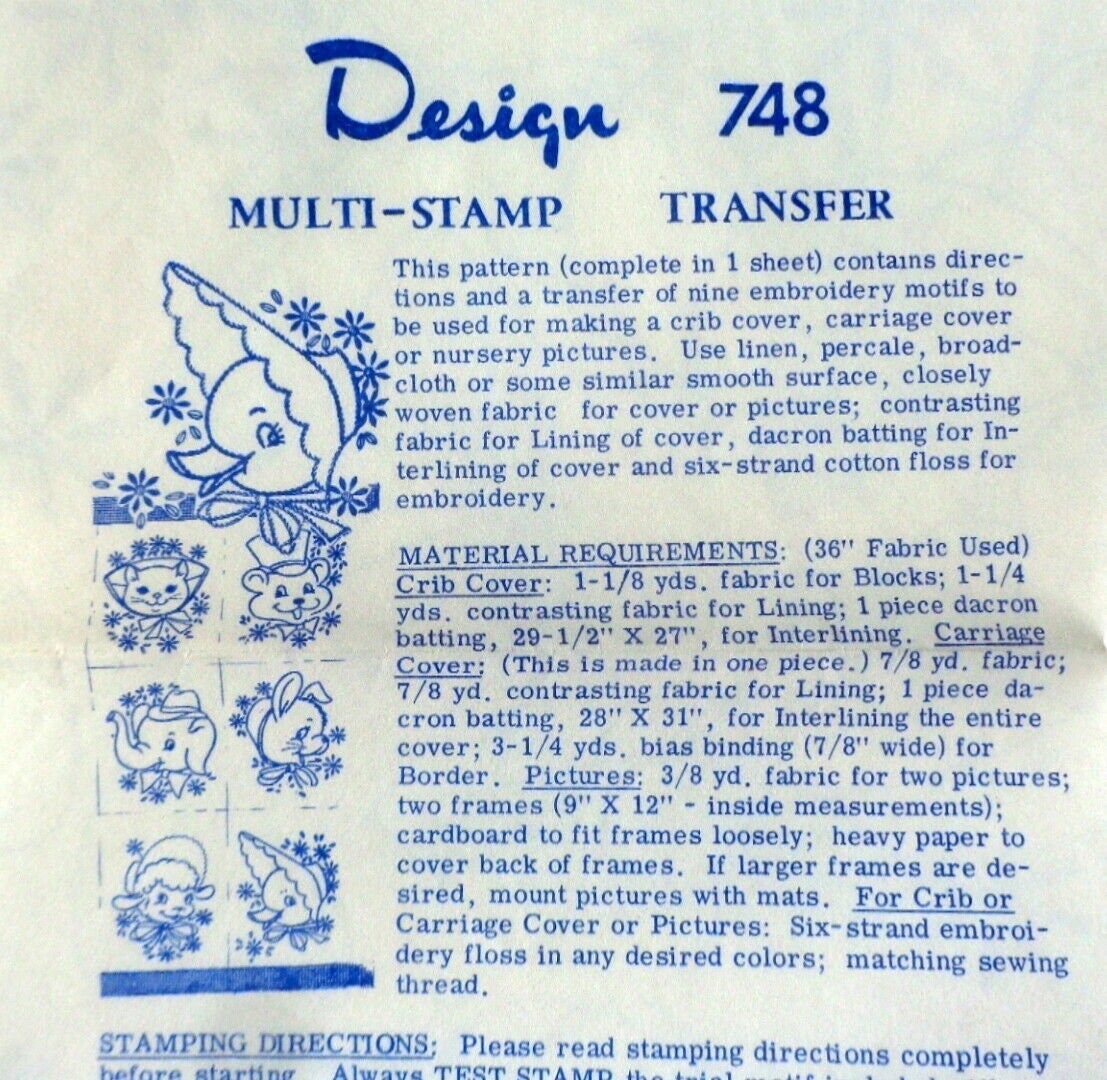 Design 748
MULTI-STAMP TRANSFER
This pattern (complete in 1 sheet) contains direc-
tions and a transfer of nine embroidery motifs to
be used for making a crib cover, carriage cover
or nursery pictures. Use linen, percale, broad-
cloth or some similar smooth surface, closely
woven fabric for cover or pictures; contrasting
fabric for Lining of cover, dacron batting for In-
terlining of cover and six-strand cotton floss for
embroidery.
MATERIAL REQUIREMENTS: (36" Fabric Used)
Crib Cover: 1-1/8 yds. fabric for Blocks; 1-1/4
yds. contrasting fabric for Lining; 1 piece dacron
batting, 29-1/2" X 27", for Interlining. Carriage
Cover: (This is made in one piece.) 7/8 yd. fabric;
7/8 yd. contrasting fabric for Lining; 1 piece da-
cron batting, 28" X 31", for Interlining the entire
cover; 3-1/4 yds. bias binding (7/8" wide) for
Border. Pictures: 3/8 yd. fabric for two pictures;
two frames (9" X 12" - inside measurements);
cardboard to fit frames loosely; heavy paper to
cover back of frames. If larger frames are de-
sired, mount pictures with mats. For Crib or
Carriage Cover or Pictures: Six-strand embroi-
dery floss in any desired colors; matching sewing
thread.
STAMPING DIRECTIONS: Please read stamping directions completely
before starting. Always TEST STAMP the trial motif